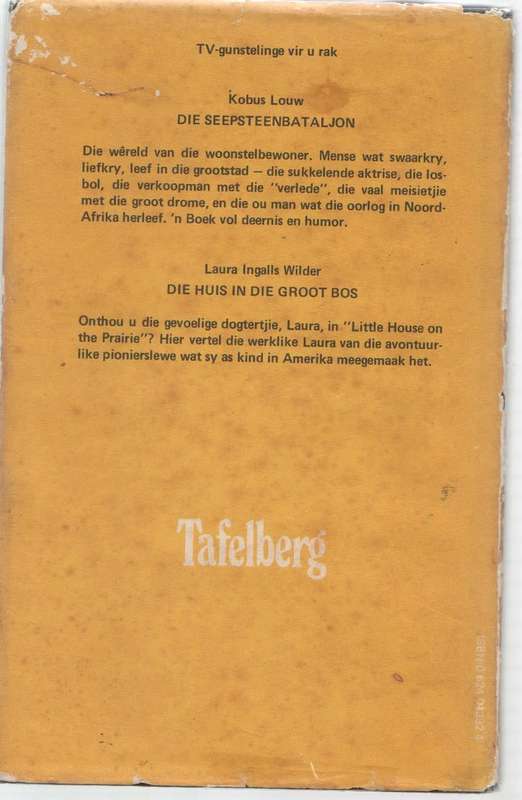 TV-gunstelinge vir u rak
Kobus Louw
DIE SEEPSTEENBATALJON
Die wêreld van die woonstelbewoner. Mense wat swaarkry,
liefkry, leef in die grootstad — die sukkelende aktrise, die los-
bol, die verkoopman met die "verlede", die vaal meisietjie
met die groot drome, en die ou man wat die oorlog in Noord-
Afrika herleef. 'n Boek vol deernis en humor.
Laura Ingalls Wilder
DIE HUIS IN DIE GROOT BOS
Onthou u die gevoelige dogtertjie, Laura, in "Little House on
the Prairie"? Hier vertel die werklike Laura van die avontuur-
like pionierslewe wat sy as kind in Amerika meegemaak het.
Tafelberg
ISBN 0 624